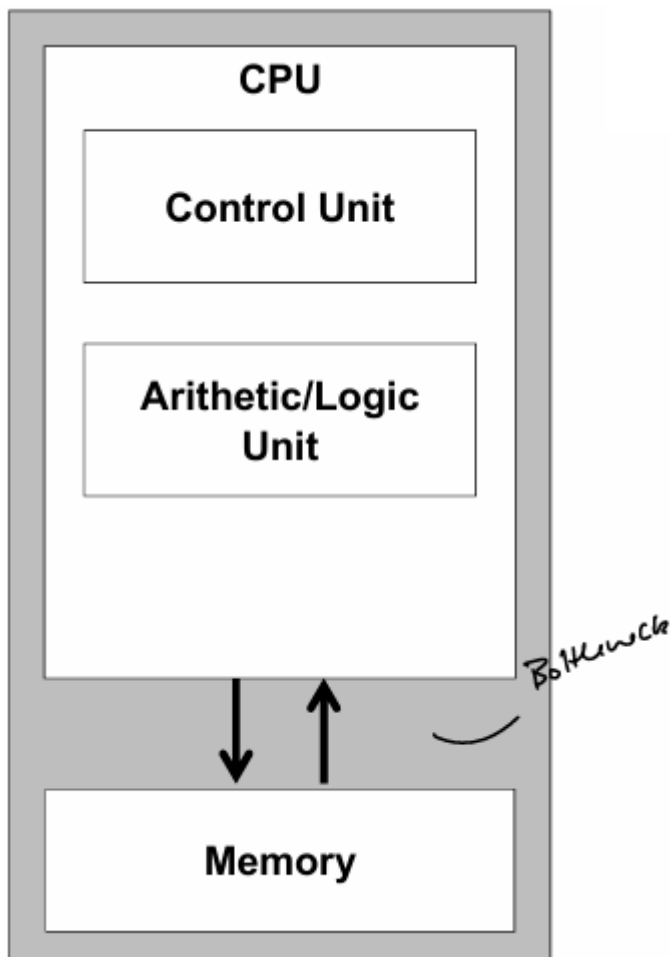 CPU
Control Unit
Arithetic/Logic
Unit
Bottleneck
Memory